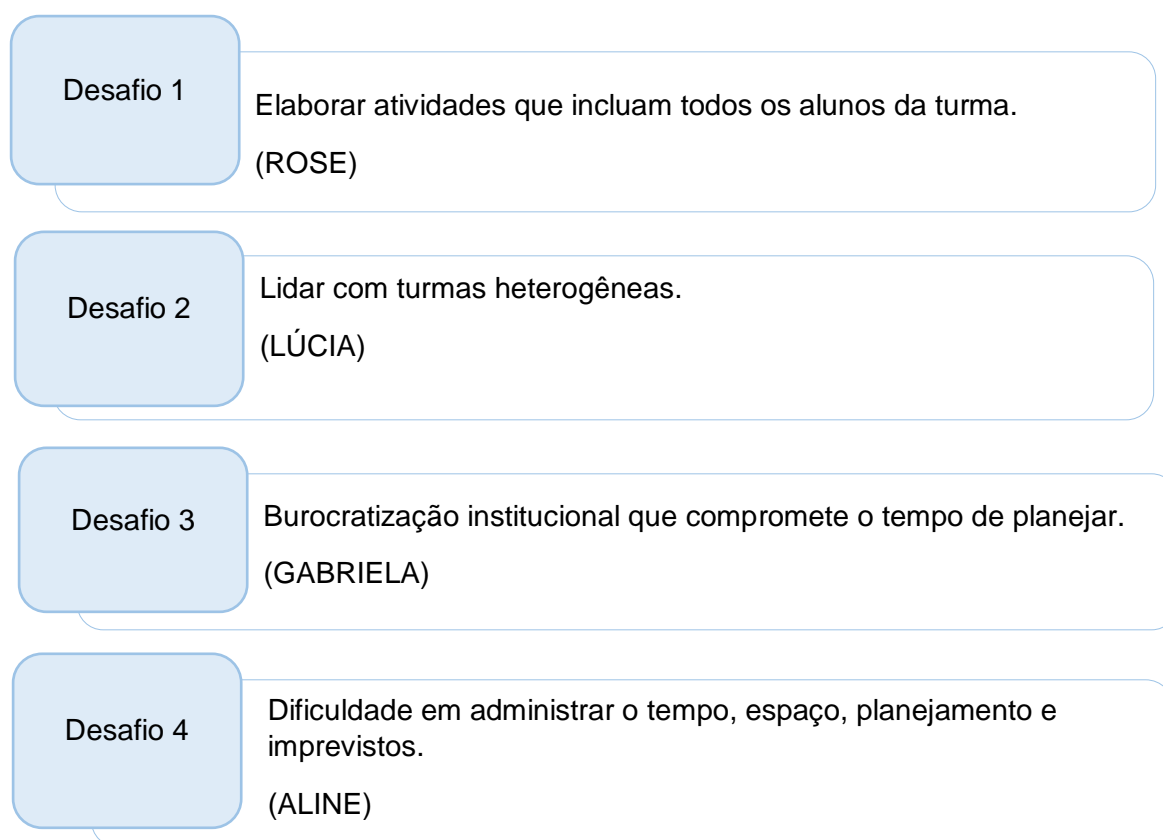 Desafio 1
Elaborar atividades que incluam todos os alunos da turma.
(ROSE)
Desafio 2
Lidar com turmas heterogêneas.
(LÚCIA)
Desafio 3
Burocratização institucional que compromete o tempo de planejar.
(GABRIELA)
Desafio 4
Dificuldade em administrar o tempo, espaço, planejamento e
imprevistos.
(ALINE)